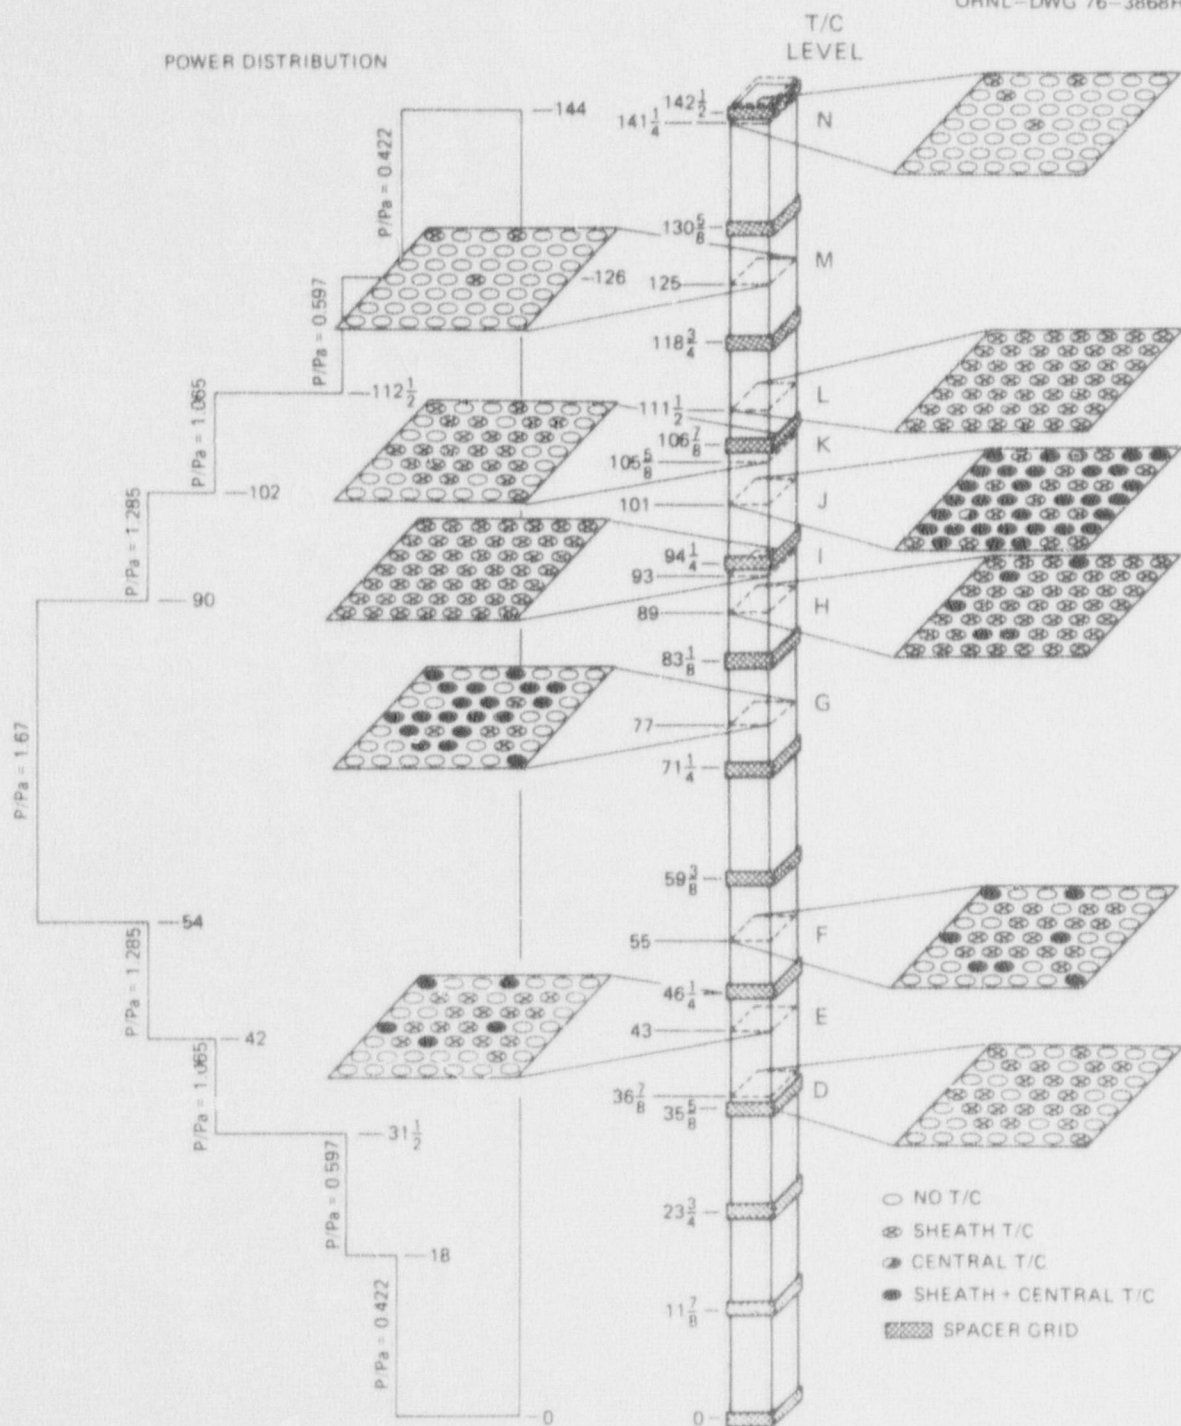 ORNL-DWG 76-3868R
T/C
LEVEL
POWER DISTRIBUTION
144
142 1/2
141 1/4
N
P/Pa = 0.422
130 5/8
M
126
125
P/Pa = 0.597
118 3/4
112 1/2
111 1/2
L
P/Pa = 1.065
106 7/8
K
105 5/8
102
101
J
P/Pa = 1.285
94 1/4
I
93
90
89
H
83 1/8
P/Pa = 1.67
77
G
71 1/4
59 3/8
54
55
F
P/Pa = 1.285
46 1/4
43
E
42
P/Pa = 1.065
36 7/8
D
35 5/8
31 1/2
P/Pa = 0.597
23 3/4
18
11 7/8
P/Pa = 0.422
0
0
NO T/C
SHEATH T/C
CENTRAL T/C
SHEATH + CENTRAL T/C
SPACER GRID